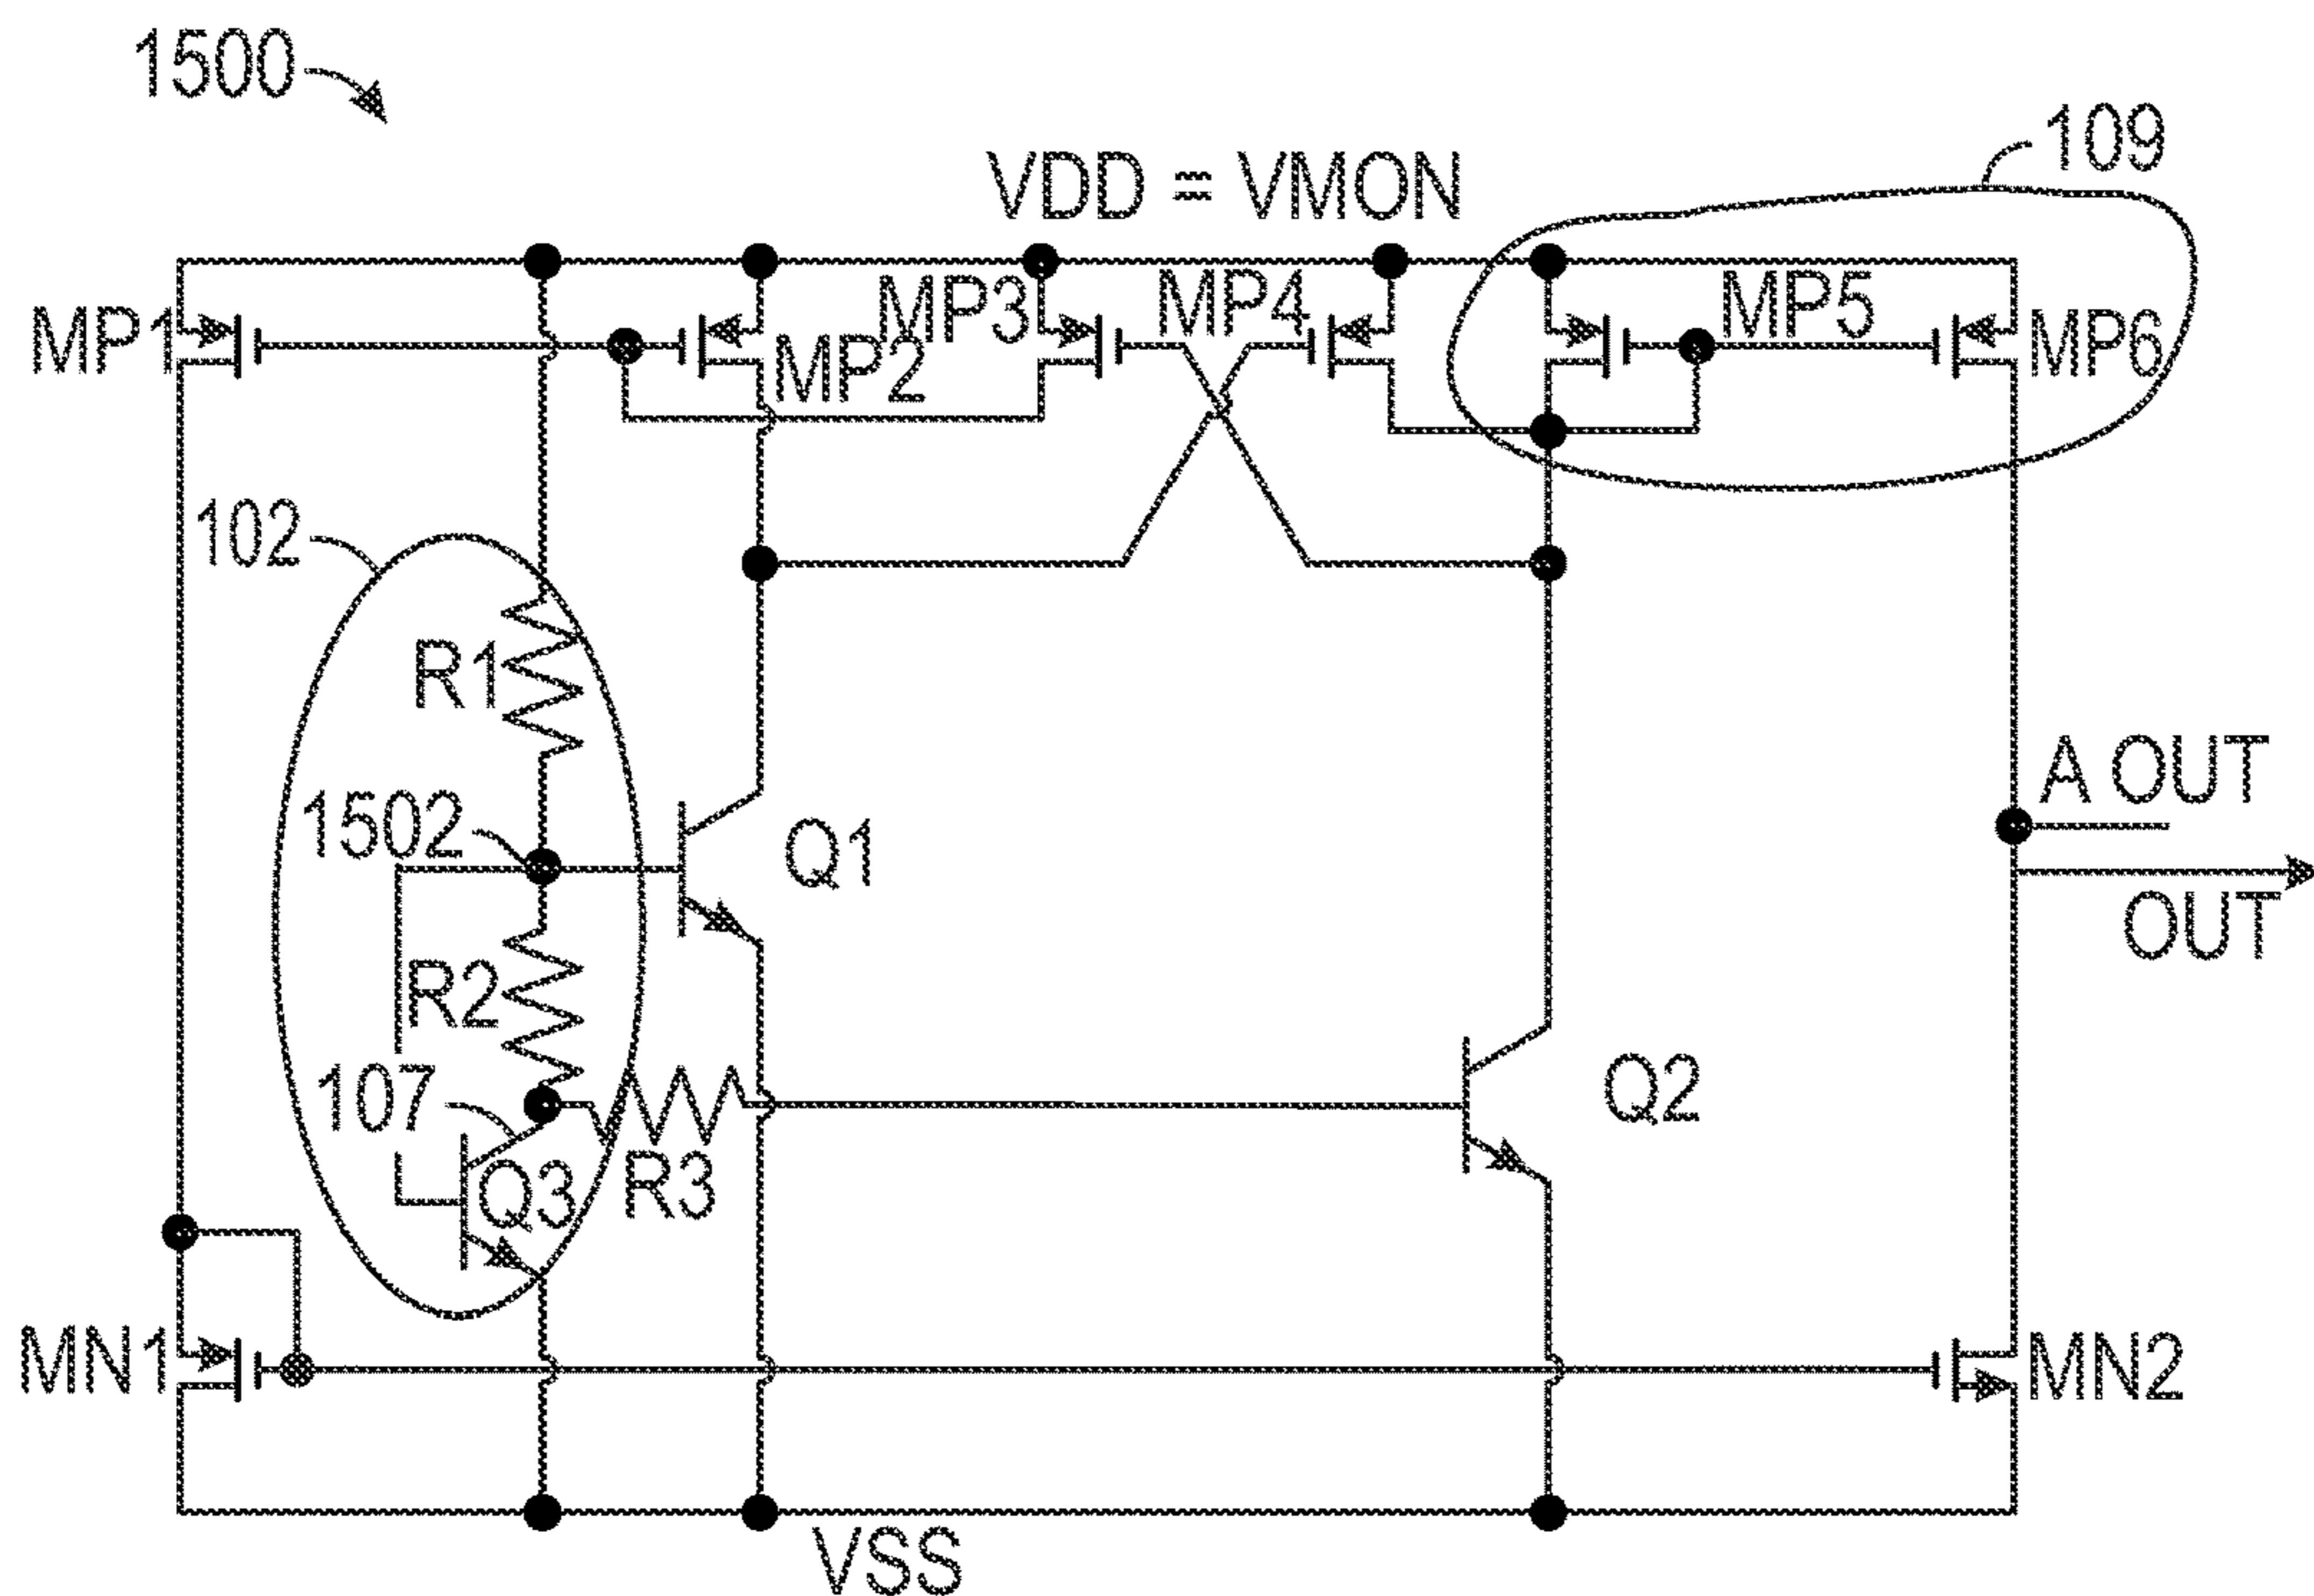 1500
109
VDD = VMON
MP1
MP2
MP3
MP4
MP5
MP6
102
R1
1502
Q1
A OUT
OUT
R2
107
Q3
R3
Q2
MN1
MN2
VSS